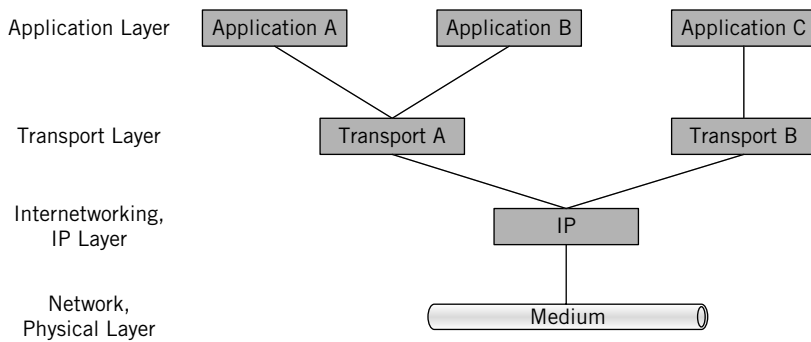 Application Layer
Application A
Application B
Application C
Transport Layer
Transport A
Transport B
Internetworking,
IP Layer
IP
Network,
Physical Layer
Medium